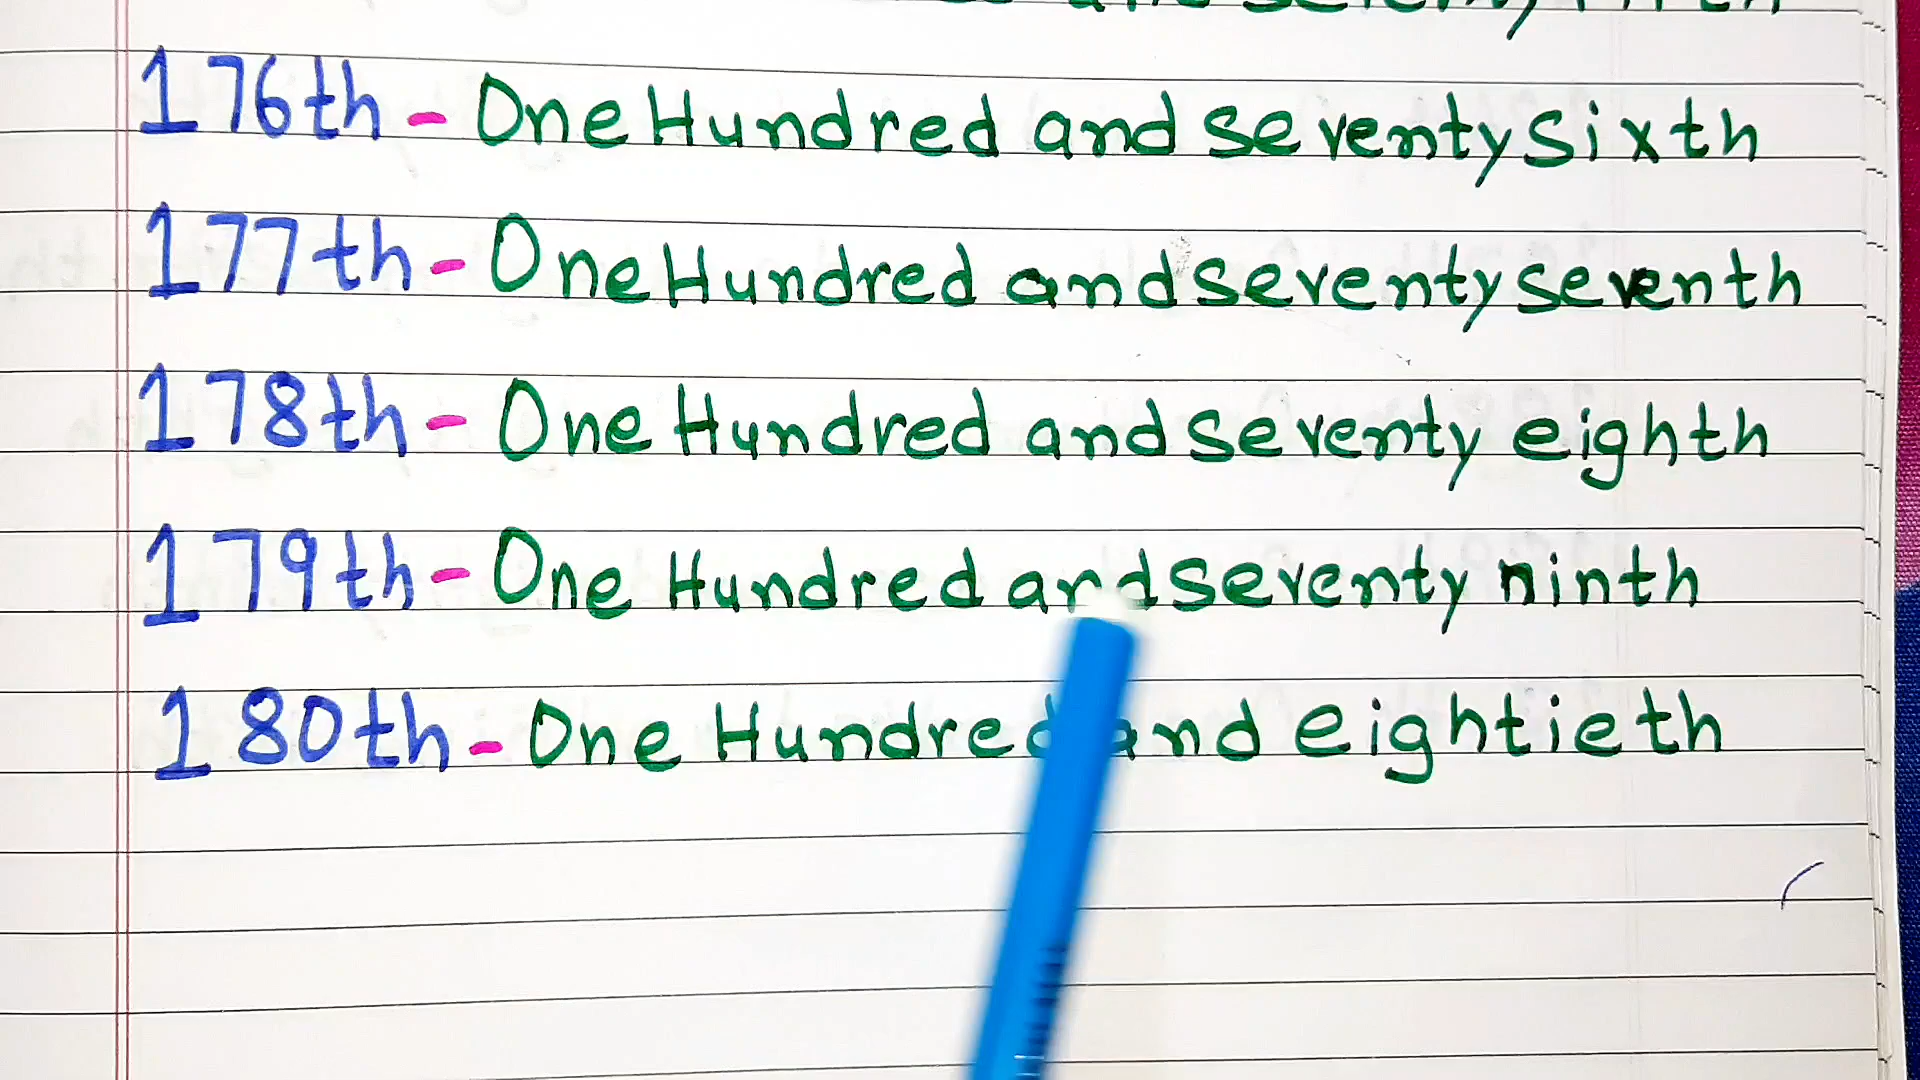 176th - One Hundred and seventy sixth
177th - One Hundred and seventy seventh
178th - One Hundred and seventy eighth
179th - One Hundred and seventy ninth
180th - One Hundred and eightieth